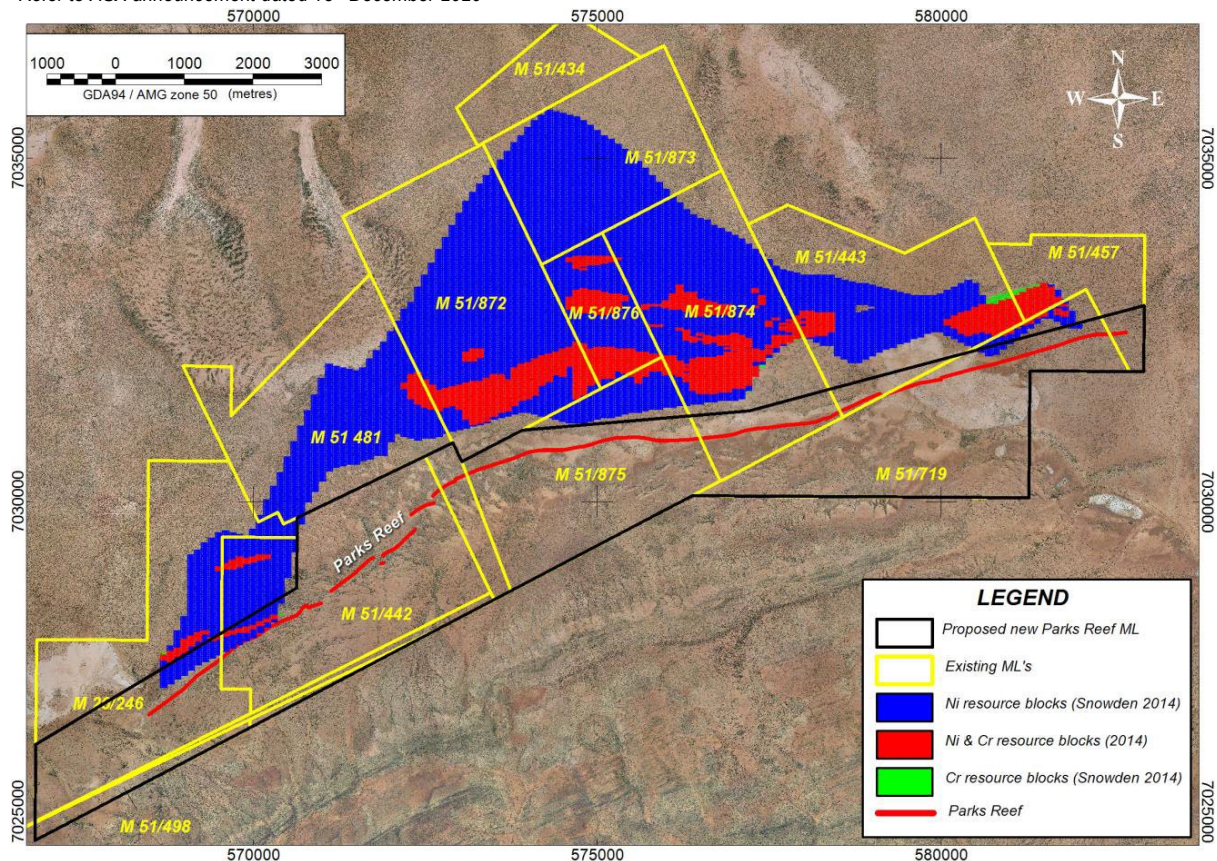 570000
575000
580000
1000 0 1000 2000 3000
GDA94 / AMG zone 50 (metres)
N
W E
S
M 51/434
7035000
7035000
M 51/873
M 51/443
M 51/457
M 51/872
M 51/876
M 51/874
M 51 481
7030000
7030000
M 51/875
M 51/719
Parks Reef
M 51/442
LEGEND
Proposed new Parks Reef ML
Existing ML's
Ni resource blocks (Snowden 2014)
Ni & Cr resource blocks (2014)
Cr resource blocks (Snowden 2014)
Parks Reef
7025000
7025000
M 51/498
570000
575000
580000